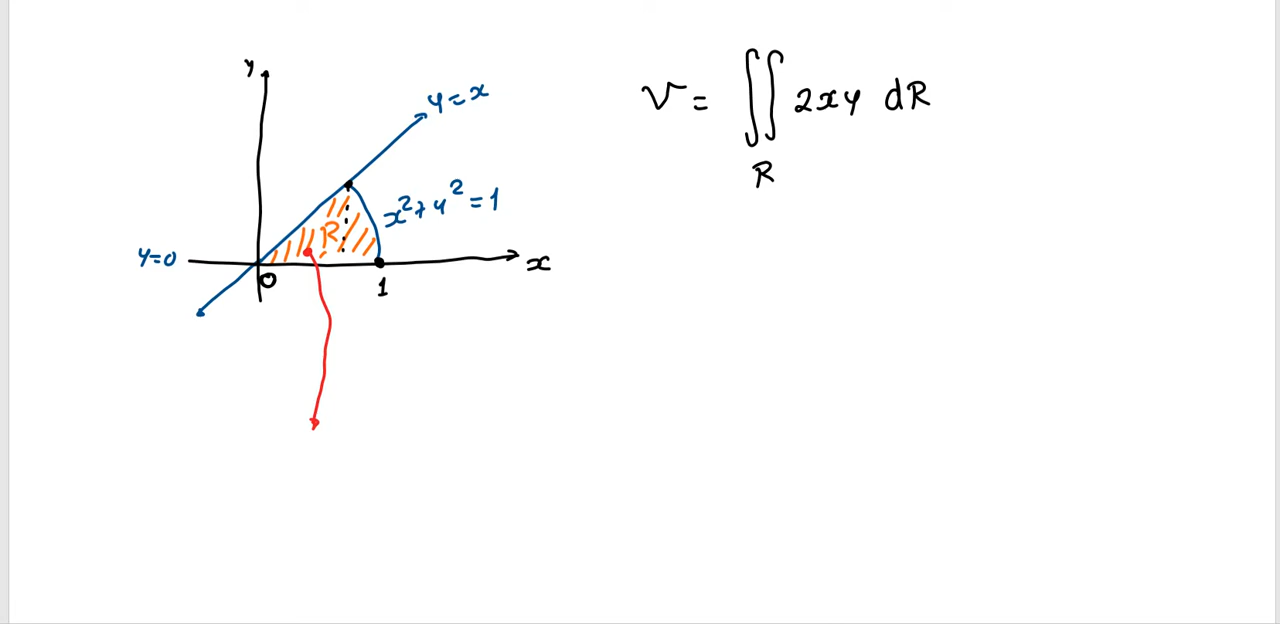 y
y=x
x²+y²=1
R
y=0
0
1
x
V = ∬ 2xy dR
R